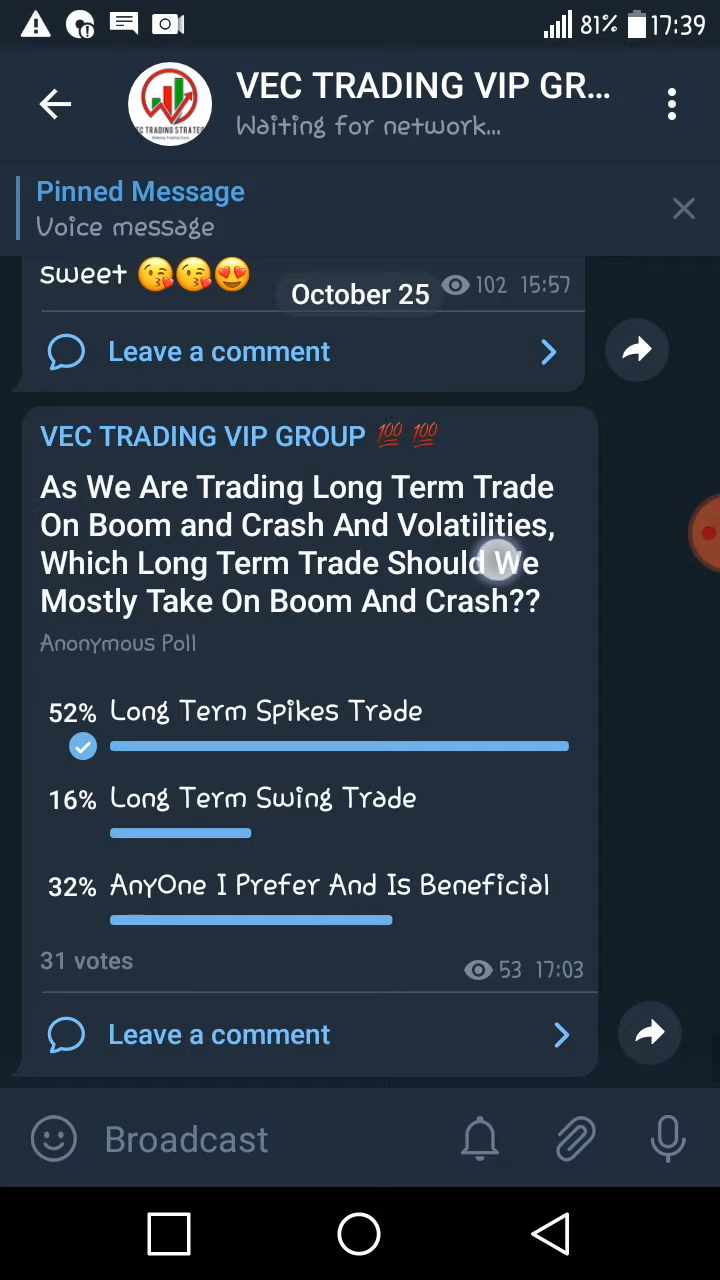 81% 17:39
VEC TRADING VIP GR...
Waiting for network...
Pinned Message
Voice message
sweet 😘😘😍
October 25
102 15:57
Leave a comment
VEC TRADING VIP GROUP 💯 💯
As We Are Trading Long Term Trade
On Boom and Crash And Volatilities,
Which Long Term Trade Should We
Mostly Take On Boom And Crash??
Anonymous Poll
52% Long Term Spikes Trade
16% Long Term Swing Trade
32% AnyOne I Prefer And Is Beneficial
31 votes
53 17:03
Leave a comment
Broadcast